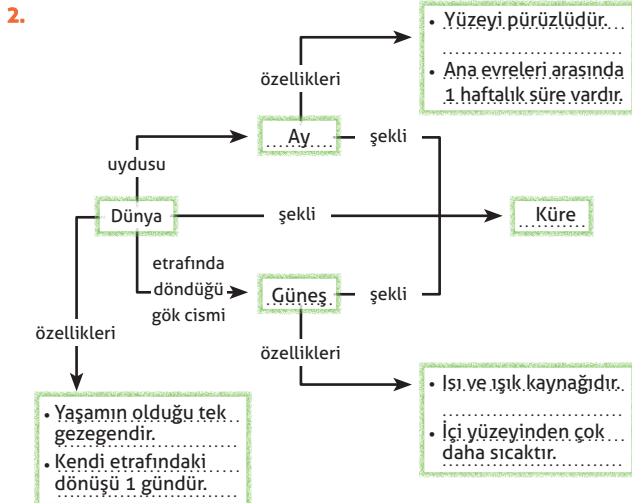 2.
• Yüzeyi pürüzlüdür.
• Ana evreleri arasında
1 haftalık süre vardır.
özellikleri
Ay
şekli
uydusu
Dünya
şekli
Küre
etrafında
döndüğü
gök cismi
Güneş
şekli
özellikleri
özellikleri
• Isı ve ışık kaynağıdır.
• İçi yüzeyinden çok
daha sıcaktır.
• Yaşamın olduğu tek
gezegendir.
• Kendi etrafındaki
dönüşü 1 gündür.